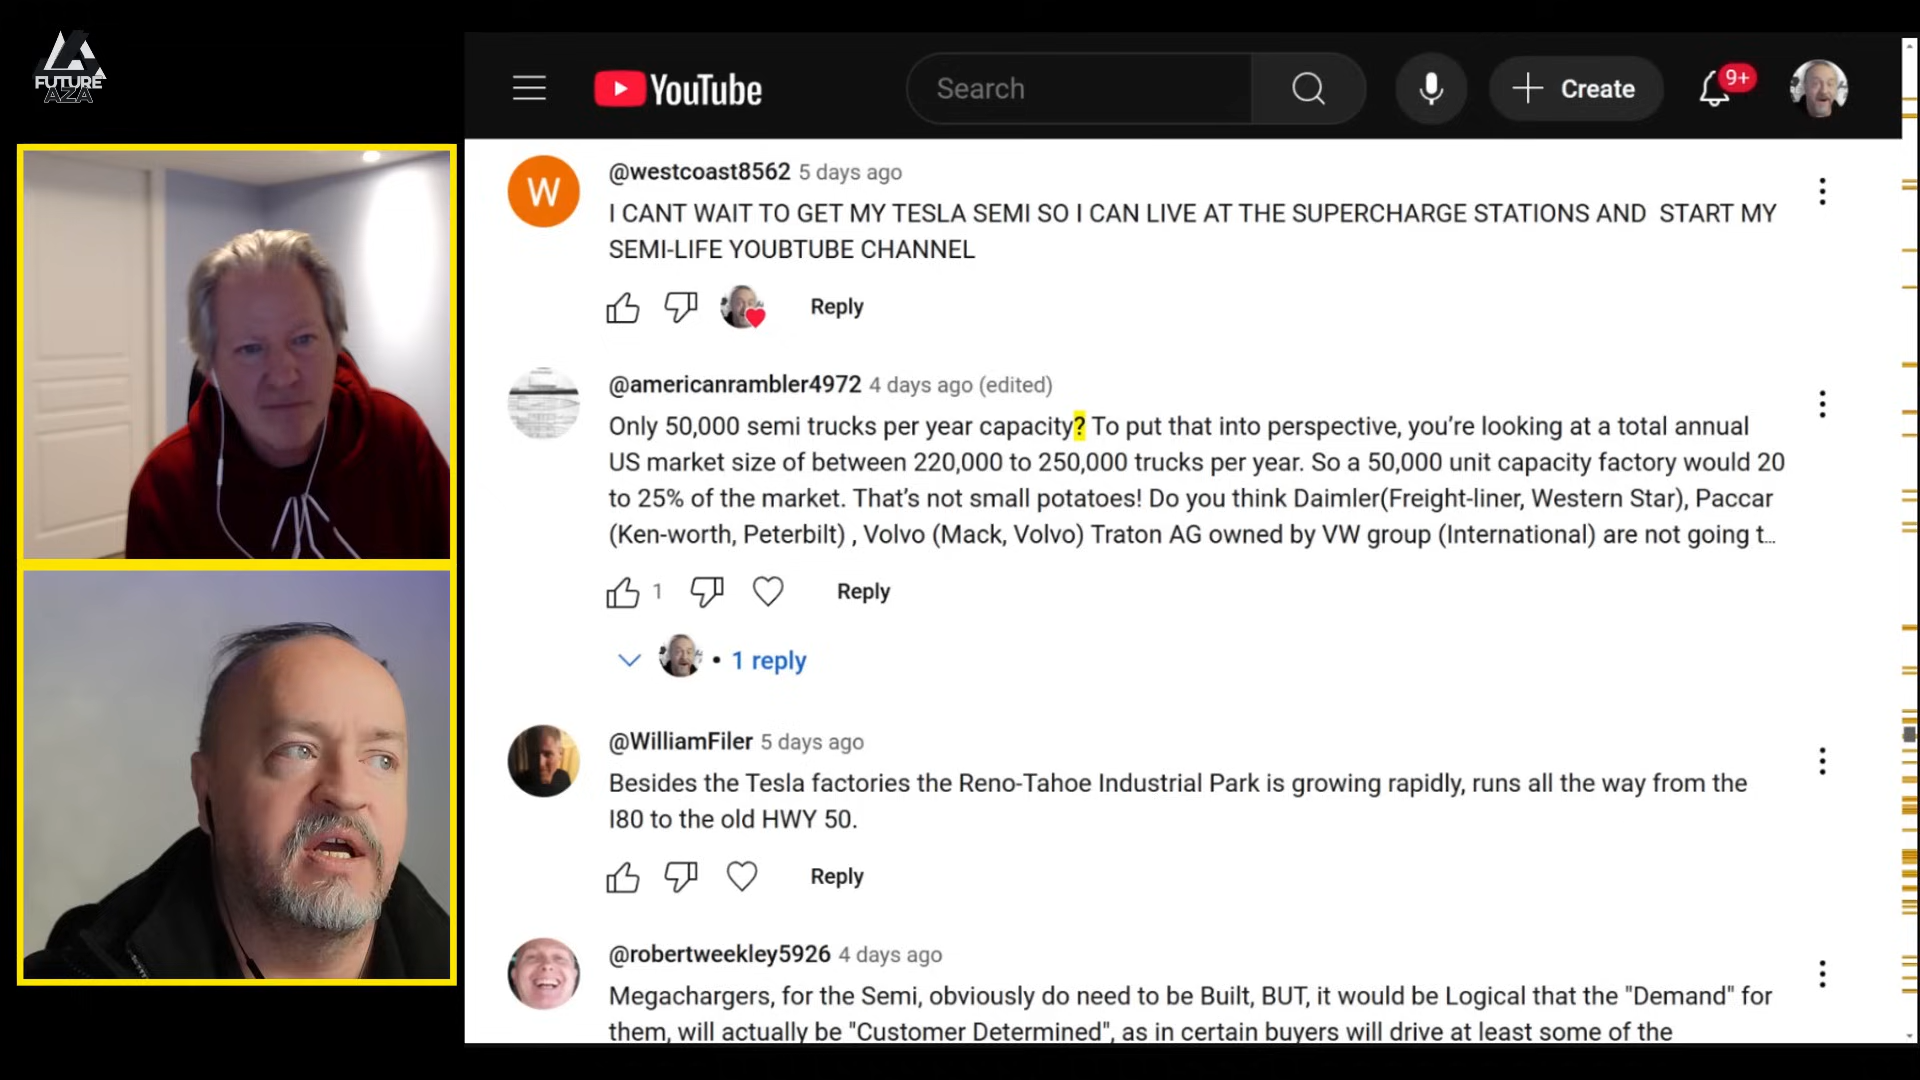 FUTURE
AZA
YouTube
Search
Create
9+
W
@westcoast8562 5 days ago
I CANT WAIT TO GET MY TESLA SEMI SO I CAN LIVE AT THE SUPERCHARGE STATIONS AND START MY
SEMI-LIFE YOUBTUBE CHANNEL
Reply
@americanrambler4972 4 days ago (edited)
Only 50,000 semi trucks per year capacity? To put that into perspective, you’re looking at a total annual
US market size of between 220,000 to 250,000 trucks per year. So a 50,000 unit capacity factory would 20
to 25% of the market. That’s not small potatoes! Do you think Daimler(Freight-liner, Western Star), Paccar
(Ken-worth, Peterbilt) , Volvo (Mack, Volvo) Traton AG owned by VW group (International) are not going t...
1
Reply
• 1 reply
@WilliamFiler 5 days ago
Besides the Tesla factories the Reno-Tahoe Industrial Park is growing rapidly, runs all the way from the
I80 to the old HWY 50.
Reply
@robertweekley5926 4 days ago
Megachargers, for the Semi, obviously do need to be Built, BUT, it would be Logical that the "Demand" for
them, will actually be "Customer Determined", as in certain buyers will drive at least some of the